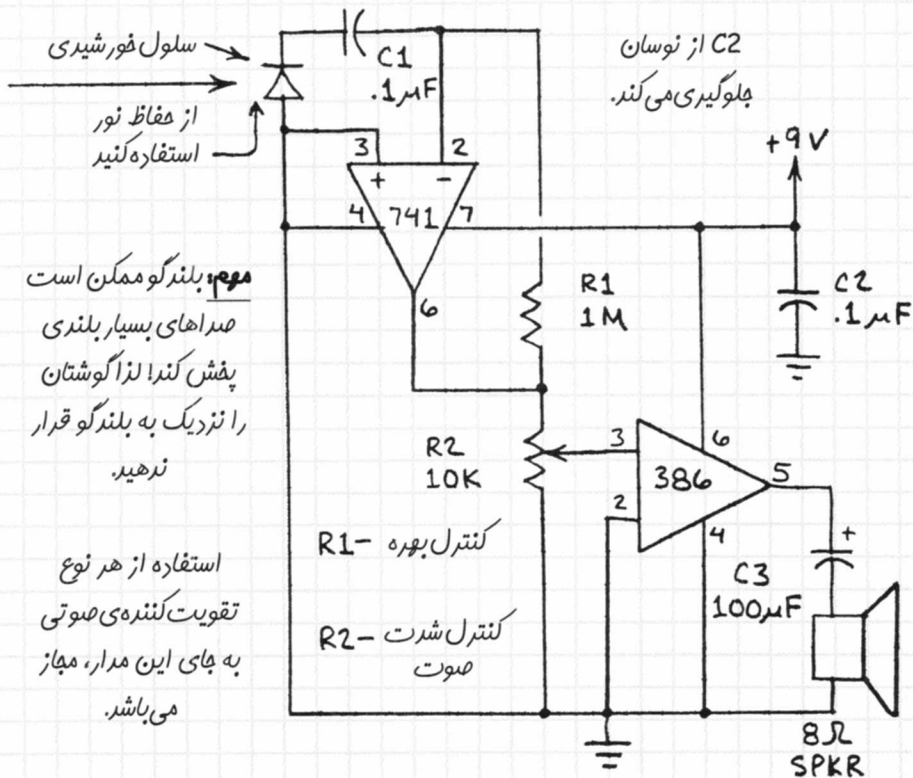 سلول خورشیدی
از حفاظ نور
استفاده کنید
C1
.1µF
C2 از نوسان
جلوگیری می‌کند.
+9V
3
2
+
-
4
741
7
6
مهم: بلندگو ممکن است
صداهای بسیار بلندی
پخش کند! لذا گوشتان
را نزدیک به بلندگو قرار
ندهید.
R1
1M
C2
.1µF
R2
10K
3
6
386
5
2
4
+
C3
100µF
R1- کنترل بهره
R2- کنترل شدت
صوت
استفاده از هر نوع
تقویت‌کننده‌ی صوتی
به جای این مدار، مجاز
می‌باشد.
8Ω
SPKR